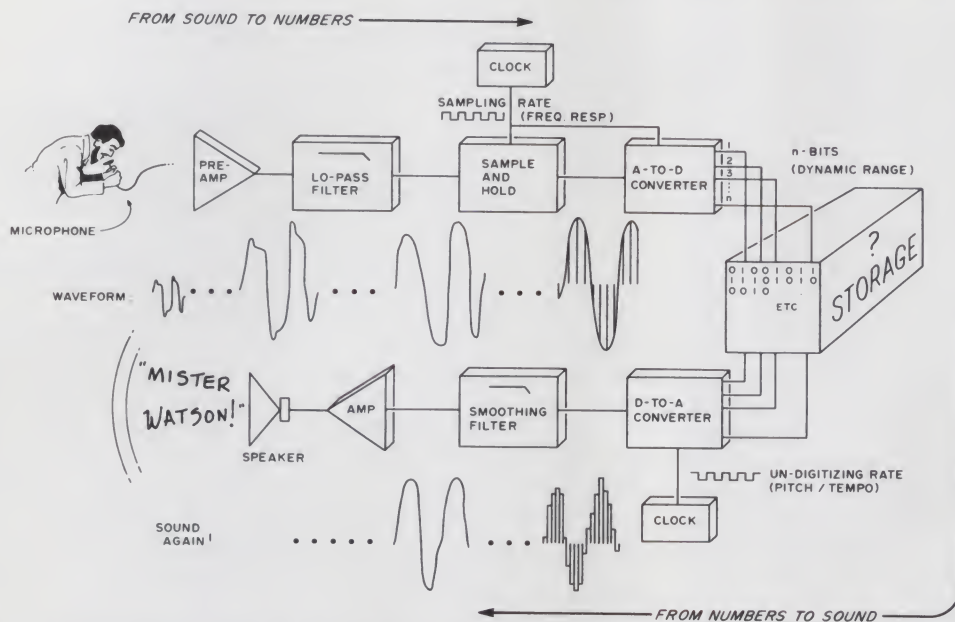 FROM SOUND TO NUMBERS
CLOCK
SAMPLING RATE
(FREQ. RESP)
PRE-
AMP
LO-PASS
FILTER
SAMPLE
AND
HOLD
A-TO-D
CONVERTER
1
2
3
n
n-BITS
(DYNAMIC RANGE)
MICROPHONE
?
STORAGE
0 1 0 0 1 0 1 1
1 1 0 1 0 1 1 0
0 0 1 0
ETC
WAVEFORM
"MISTER
WATSON!"
SPEAKER
AMP
SMOOTHING
FILTER
D-TO-A
CONVERTER
UN-DIGITIZING RATE
(PITCH / TEMPO)
CLOCK
SOUND
AGAIN!
FROM NUMBERS TO SOUND